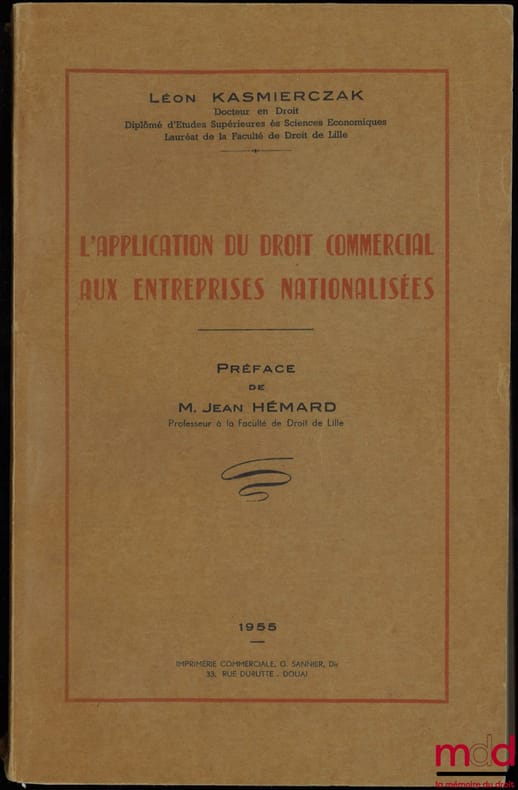 Léon KASMIERCZAK
Docteur en Droit
Diplômé d'Etudes Supérieures ès Sciences Economiques
Lauréat de la Faculté de Droit de Lille
L'APPLICATION DU DROIT COMMERCIAL
AUX ENTREPRISES NATIONALISÉES
PRÉFACE
DE
M. JEAN HÉMARD
Professeur à la Faculté de Droit de Lille
1955
IMPRIMERIE COMMERCIALE, G. SANNIER, Dir
33, RUE DURUTTE - DOUAI
mdd
la mémoire du droit